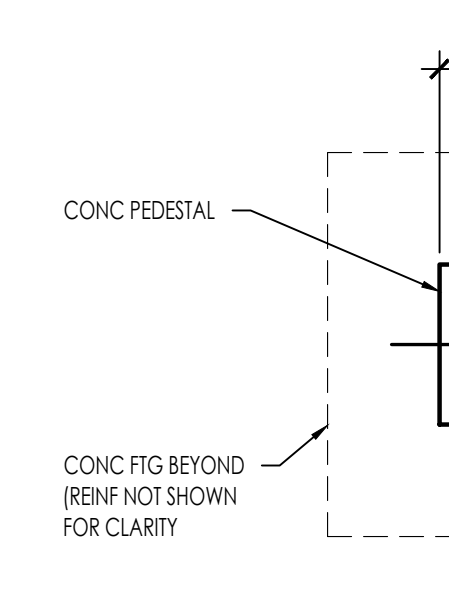 CONC PEDESTAL
CONC FTG BEYOND
(REINF NOT SHOWN
FOR CLARITY